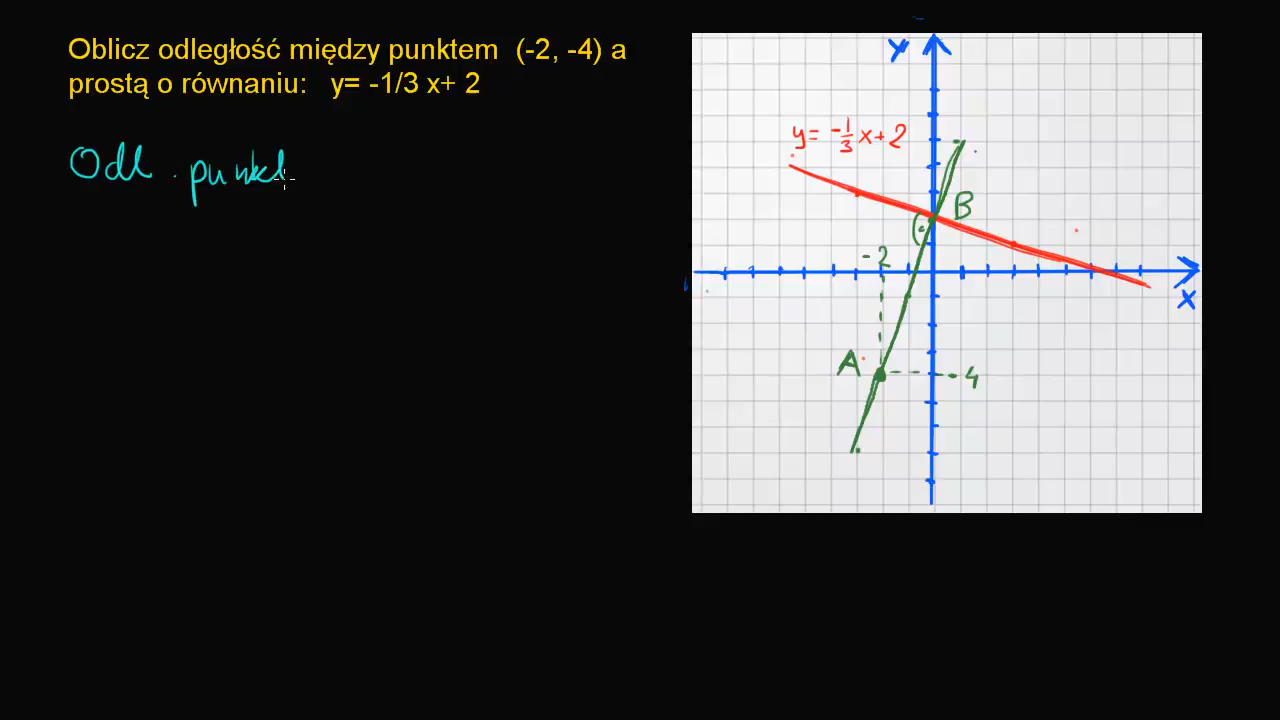 Oblicz odległość między punktem (-2, -4) a
prostą o równaniu: y= -1/3 x+ 2
Odl. punkt
y
y = -1/3 x + 2
B
-2
x
A
-4